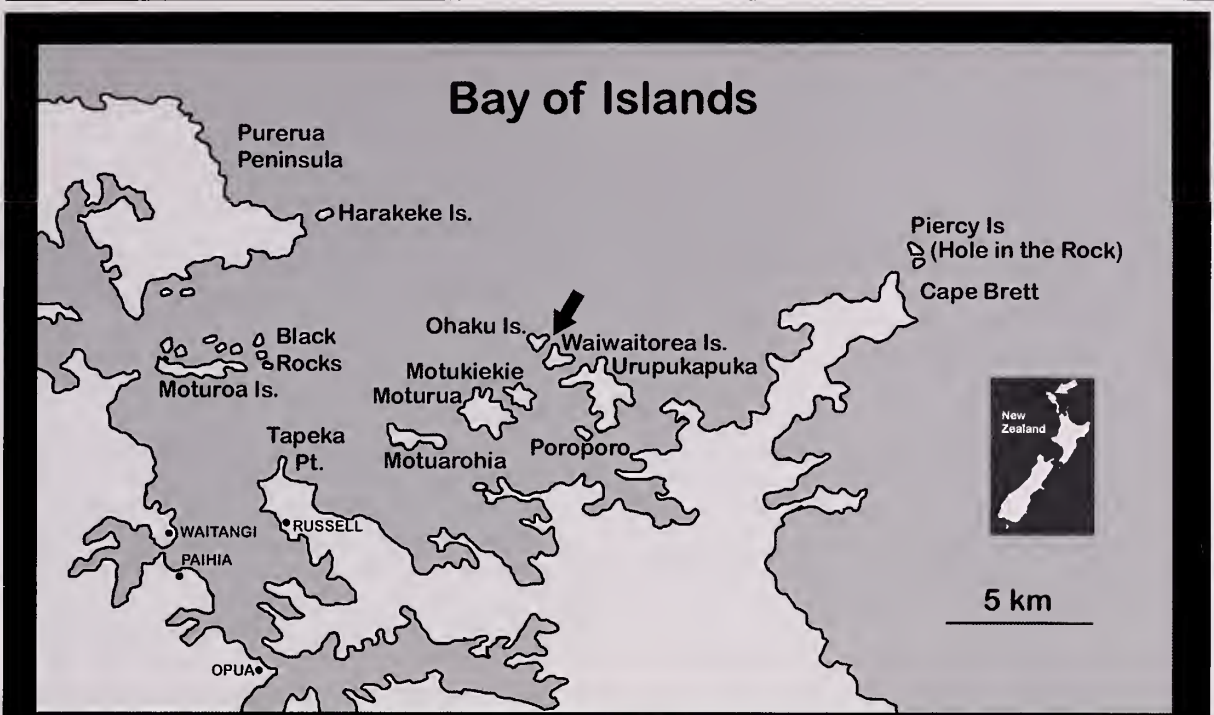 Bay of Islands
Purerua
Peninsula
Harakeke Is.
Piercy Is
(Hole in the Rock)
Cape Brett
Ohaku Is.
Waiwaitorea Is.
Urupukapuka
Black
Rocks
Moturoa Is.
Motukiekie
Moturua
Motuarohia
Poroporo
Tapeka
Pt.
New
Zealand
RUSSELL
WAITANGI
PAIHIA
OPUA
5 km